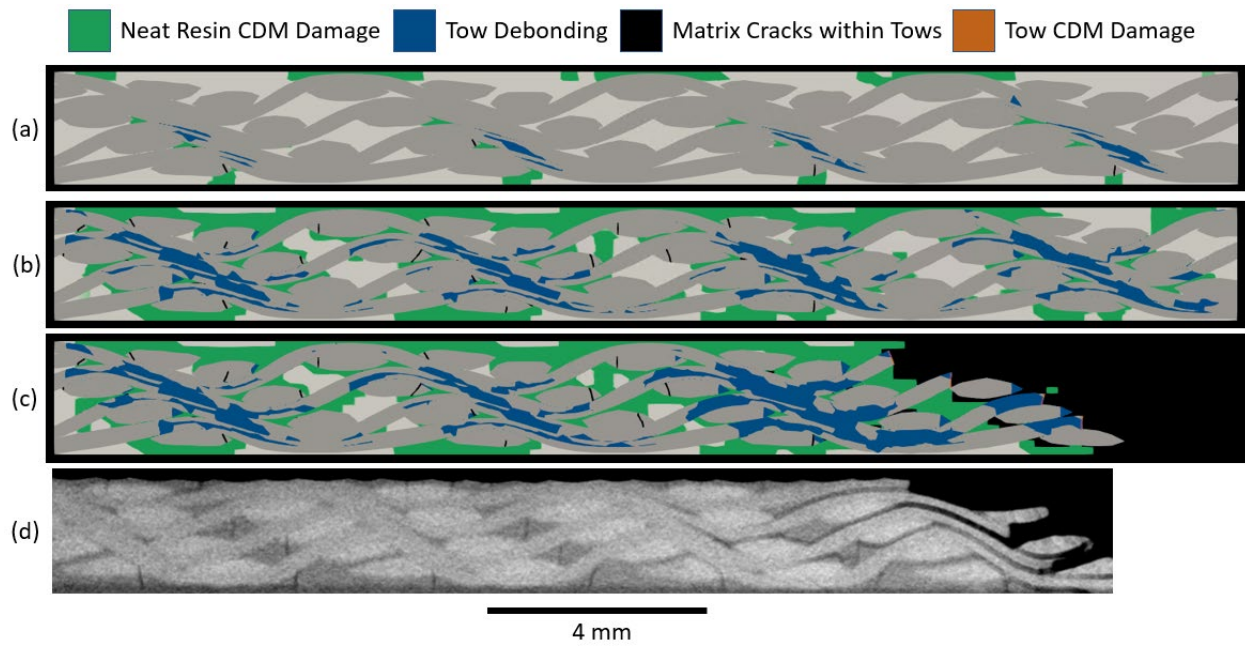 Neat Resin CDM Damage Tow Debonding Matrix Cracks within Tows Tow CDM Damage
(a)
(b)
(c)
(d)
4 mm